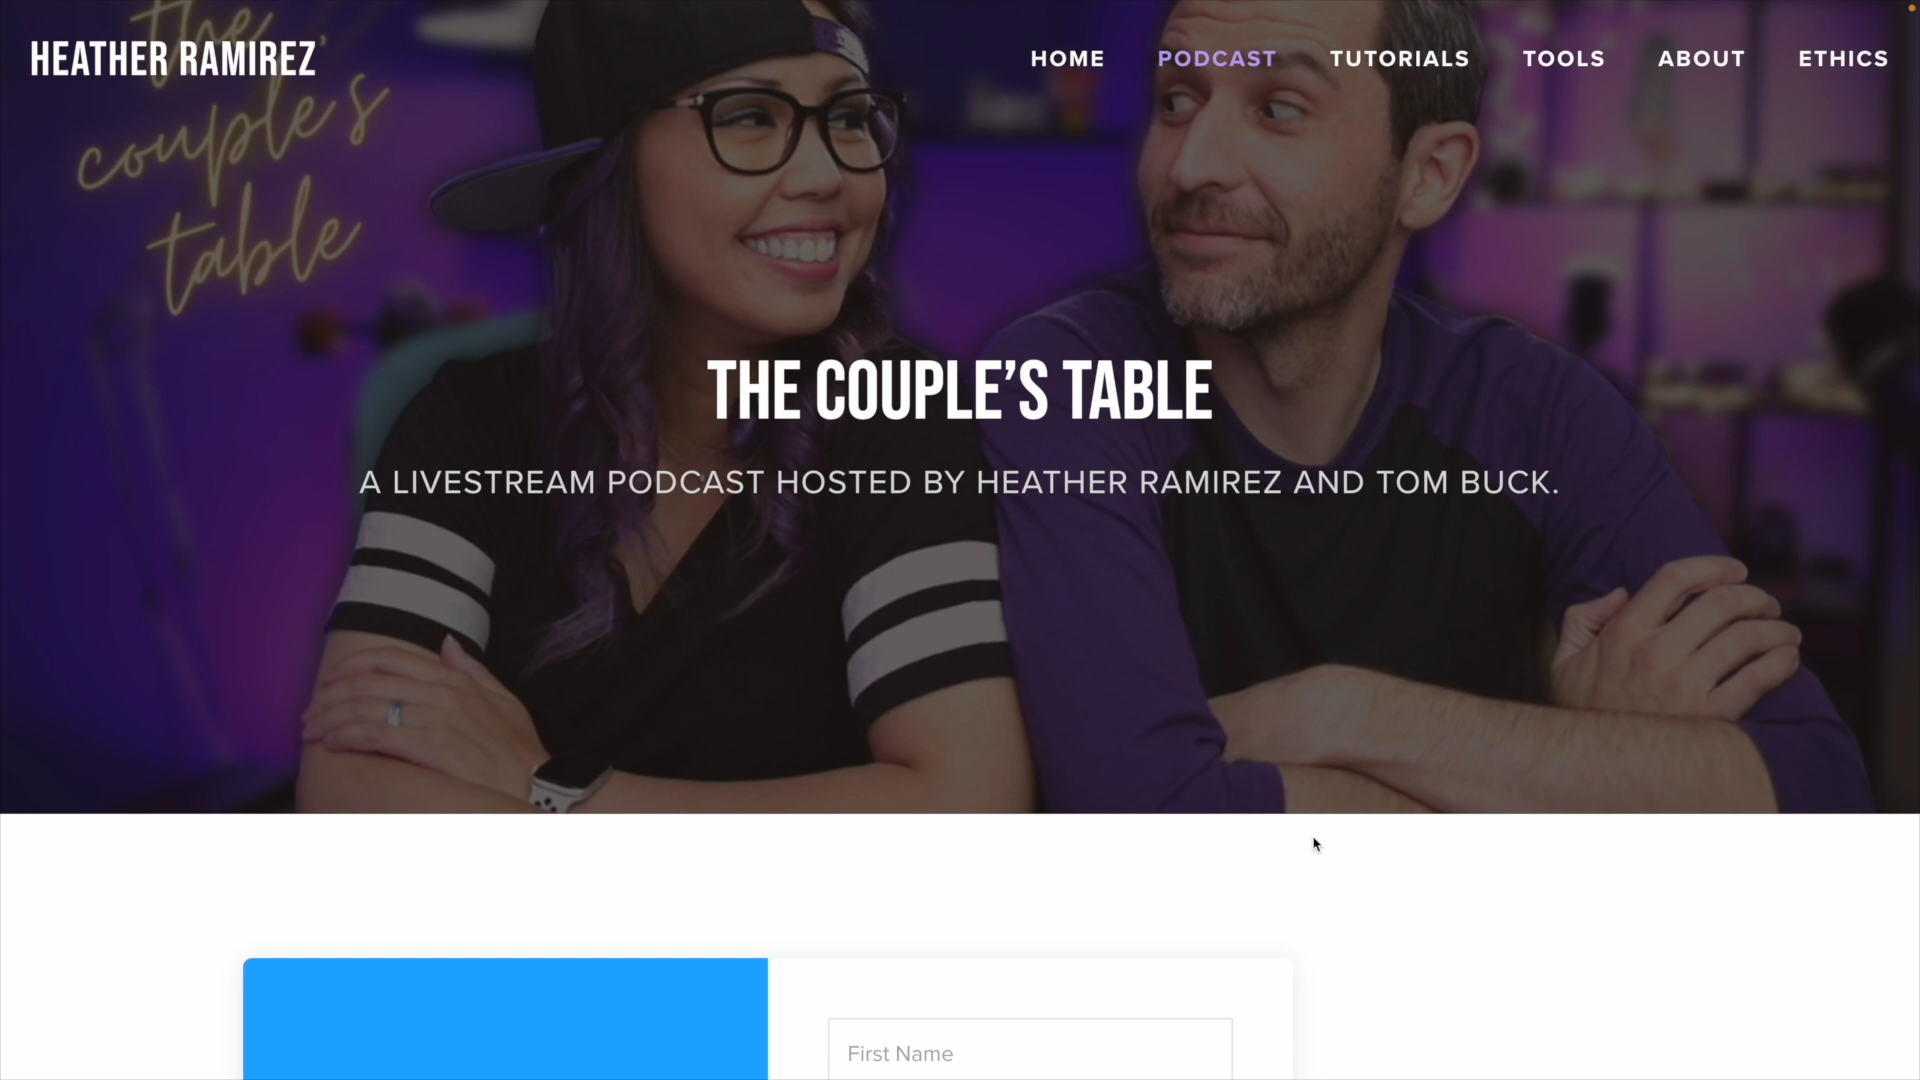 HEATHER RAMIREZ
HOME PODCAST TUTORIALS TOOLS ABOUT ETHICS
the
couple's
table
THE COUPLE’S TABLE
A LIVESTREAM PODCAST HOSTED BY HEATHER RAMIREZ AND TOM BUCK.
First Name